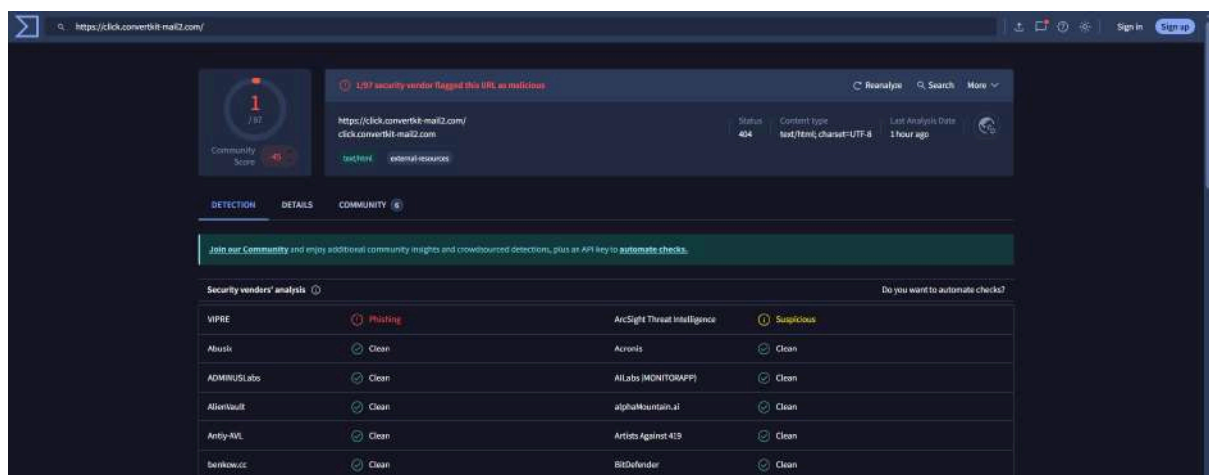 https://click.convertkit-mail2.com/
Sign in
Sign up
1
/ 97
Community Score
-45
1/97 security vendor flagged this URL as malicious
Reanalyze
Search
More
https://click.convertkit-mail2.com/
click.convertkit-mail2.com
text/html
external-resources
Status
404
Content type
text/html; charset=UTF-8
Last Analysis Date
1 hour ago
DETECTION
DETAILS
COMMUNITY 6
Join our Community and enjoy additional community insights and crowdsourced detections, plus an API key to automate checks.
Security vendors' analysis
Do you want to automate checks?
VIPRE
Phishing
ArcSight Threat Intelligence
Suspicious
Abusix
Clean
Acronis
Clean
ADMINUSLabs
Clean
AILabs (MONITORAPP)
Clean
AlienVault
Clean
alphaMountain.ai
Clean
Antiy-AVL
Clean
Artists Against 419
Clean
benkow.cc
Clean
BitDefender
Clean